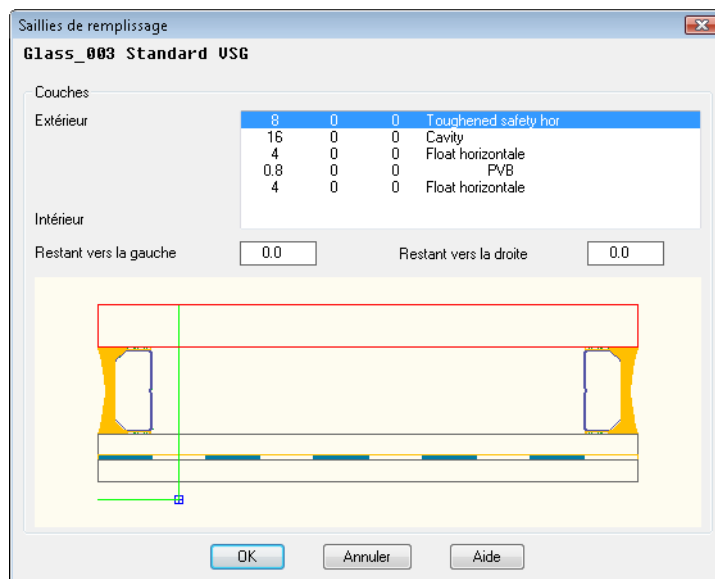 Saillies de remplissage
Glass_003 Standard VSG
Couches
Extérieur 8 0 0 Toughened safety hor
16 0 0 Cavity
4 0 0 Float horizontale
0.8 0 0 PVB
4 0 0 Float horizontale
Intérieur
Restant vers la gauche 0.0 Restant vers la droite 0.0
OK Annuler Aide